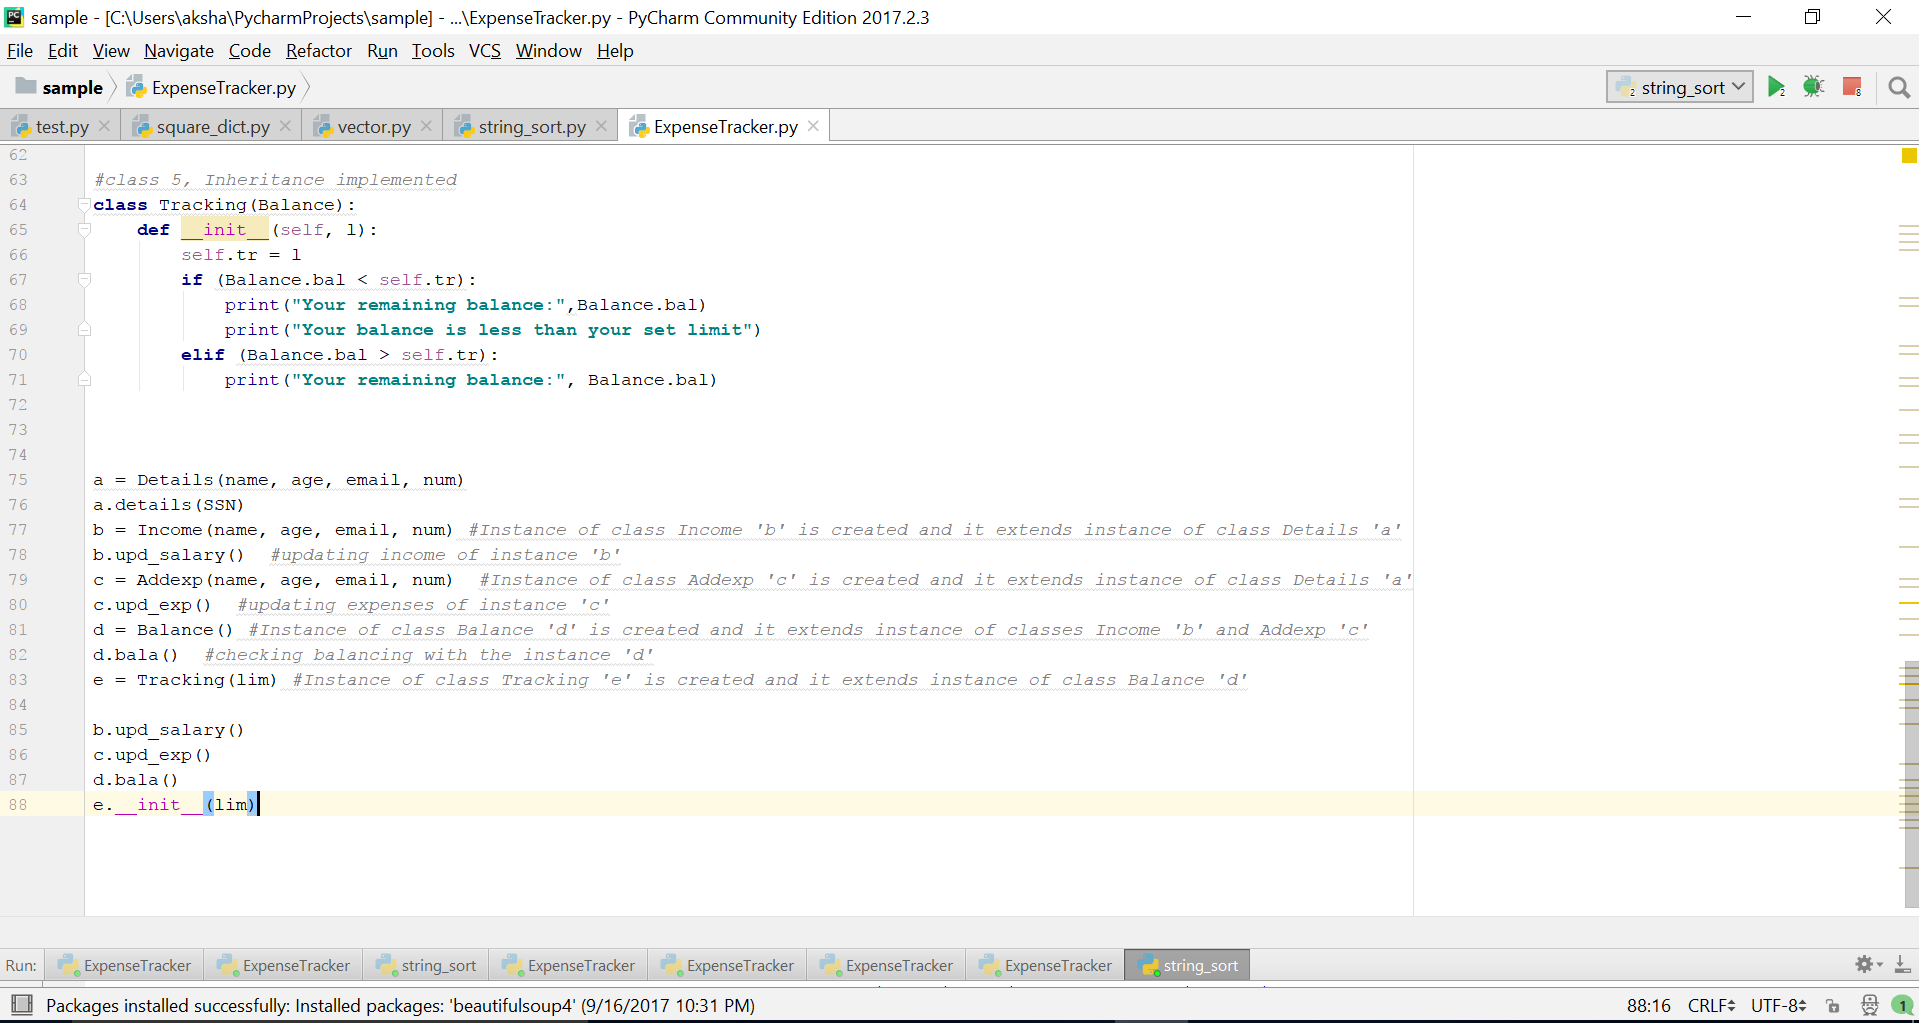 sample - [C:\Users\aksha\PycharmProjects\sample] - ...\ExpenseTracker.py - PyCharm Community Edition 2017.2.3
File Edit View Navigate Code Refactor Run Tools VCS Window Help
sample ExpenseTracker.py string_sort
test.py square_dict.py vector.py string_sort.py ExpenseTracker.py
62
63 #class 5, Inheritance implemented
64 class Tracking(Balance):
65 def __init__(self, l):
66 self.tr = l
67 if (Balance.bal < self.tr):
68 print("Your remaining balance:",Balance.bal)
69 print("Your balance is less than your set limit")
70 elif (Balance.bal > self.tr):
71 print("Your remaining balance:", Balance.bal)
72
73
74
75 a = Details(name, age, email, num)
76 a.details(SSN)
77 b = Income(name, age, email, num) #Instance of class Income 'b' is created and it extends instance of class Details 'a'
78 b.upd_salary() #updating income of instance 'b'
79 c = Addexp(name, age, email, num) #Instance of class Addexp 'c' is created and it extends instance of class Details 'a'
80 c.upd_exp() #updating expenses of instance 'c'
81 d = Balance() #Instance of class Balance 'd' is created and it extends instance of classes Income 'b' and Addexp 'c'
82 d.bala() #checking balancing with the instance 'd'
83 e = Tracking(lim) #Instance of class Tracking 'e' is created and it extends instance of class Balance 'd'
84
85 b.upd_salary()
86 c.upd_exp()
87 d.bala()
88 e.__init__(lim)
Run: ExpenseTracker ExpenseTracker string_sort ExpenseTracker ExpenseTracker ExpenseTracker ExpenseTracker string_sort
Packages installed successfully: Installed packages: 'beautifulsoup4' (9/16/2017 10:31 PM) 88:16 CRLF UTF-8 1